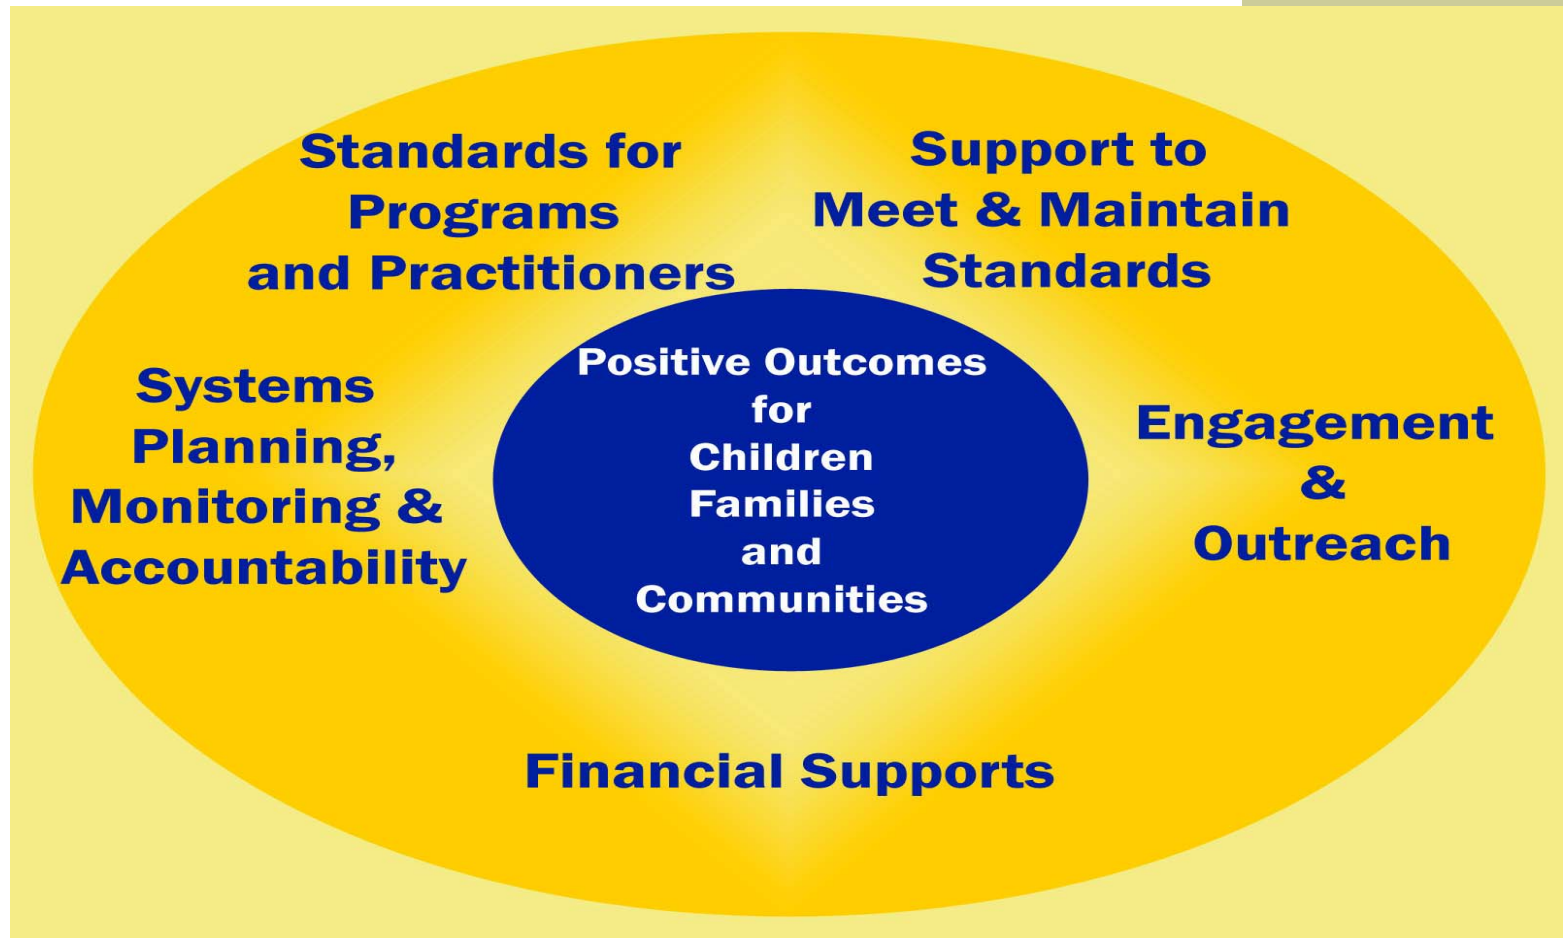 Standards for
Programs
and Practitioners
Support to
Meet & Maintain
Standards
Systems
Planning,
Monitoring &
Accountability
Positive Outcomes
for
Children
Families
and
Communities
Engagement
&
Outreach
Financial Supports